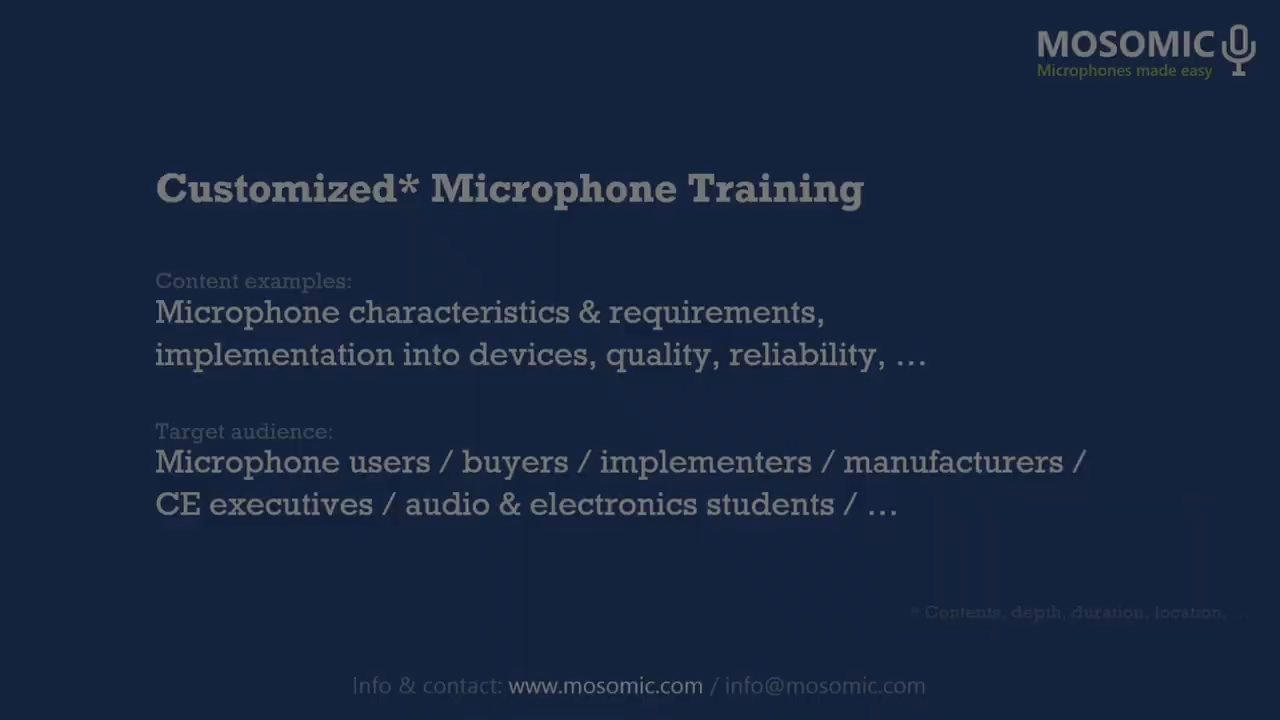 MOSOMIC
Microphones made easy
Customized* Microphone Training
Content examples:
Microphone characteristics & requirements,
implementation into devices, quality, reliability, …
Target audience:
Microphone users / buyers / implementers / manufacturers /
CE executives / audio & electronics students / …
* Contents, depth, duration, location, …
Info & contact: www.mosomic.com / info@mosomic.com